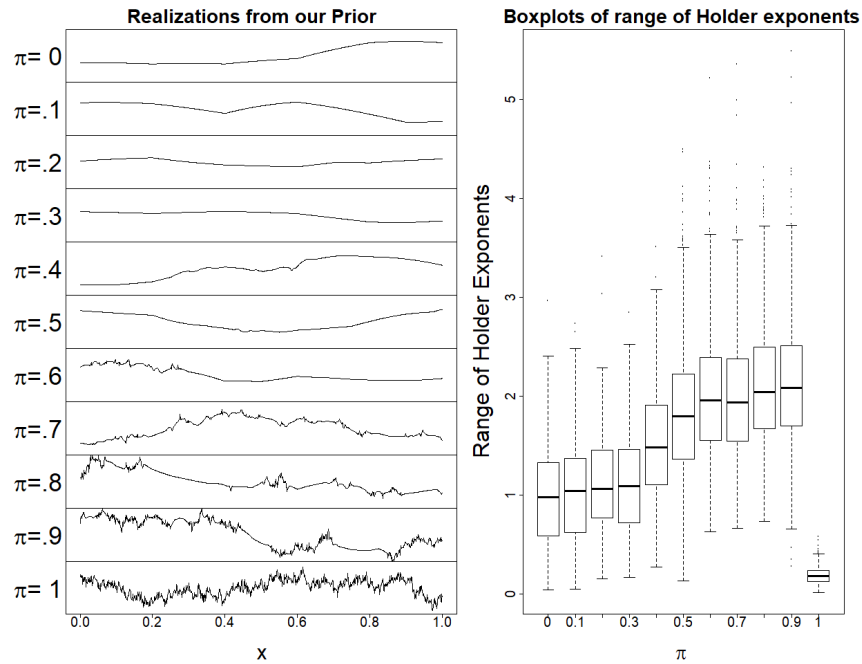 Realizations from our Prior
π= 0
π=.1
π=.2
π=.3
π=.4
π=.5
π=.6
π=.7
π=.8
π=.9
π= 1
0.0 0.2 0.4 0.6 0.8 1.0
x
Boxplots of range of Holder exponents
Range of Holder Exponents
5
4
3
2
1
0
0 0.1 0.3 0.5 0.7 0.9 1
π